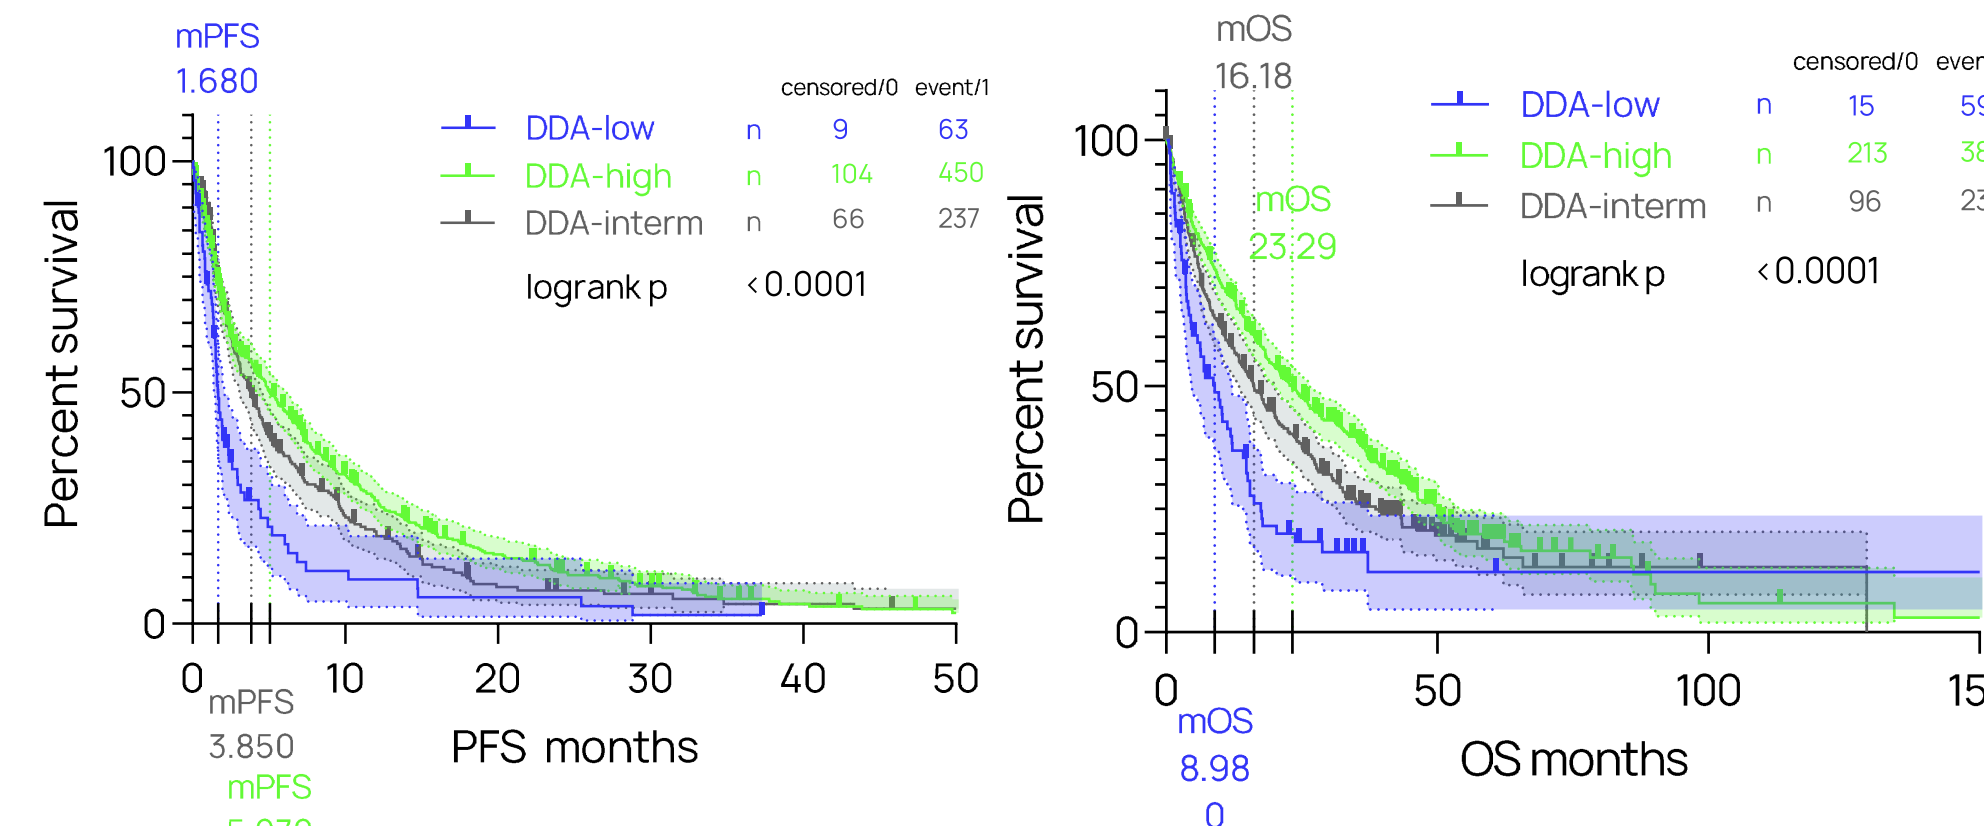 mPFS
1.680
censored/0 event/1
DDA-low n 9 63
DDA-high n 104 450
DDA-interm n 66 237
logrank p <0.0001
Percent survival
100
50
0
0 10 20 30 40 50
mPFS
3.850
PFS months
mPFS
mOS
16.18
censored/0
DDA-low n 15
DDA-high n 213
DDA-interm n 96
logrank p <0.0001
mOS
23.29
Percent survival
100
50
0
0 50 100
mOS
8.98
0
OS months